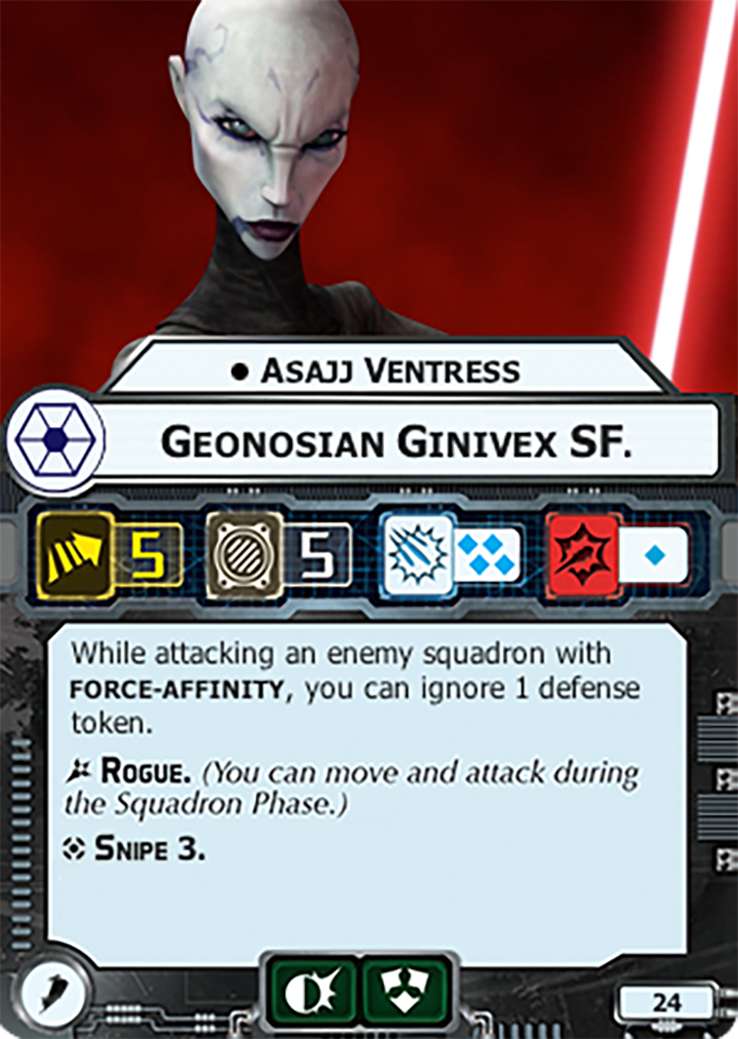 • Asajj Ventress
Geonosian Ginivex SF.
5 5
While attacking an enemy squadron with
FORCE-AFFINITY, you can ignore 1 defense
token.
Rogue. (You can move and attack during
the Squadron Phase.)
Snipe 3.
24